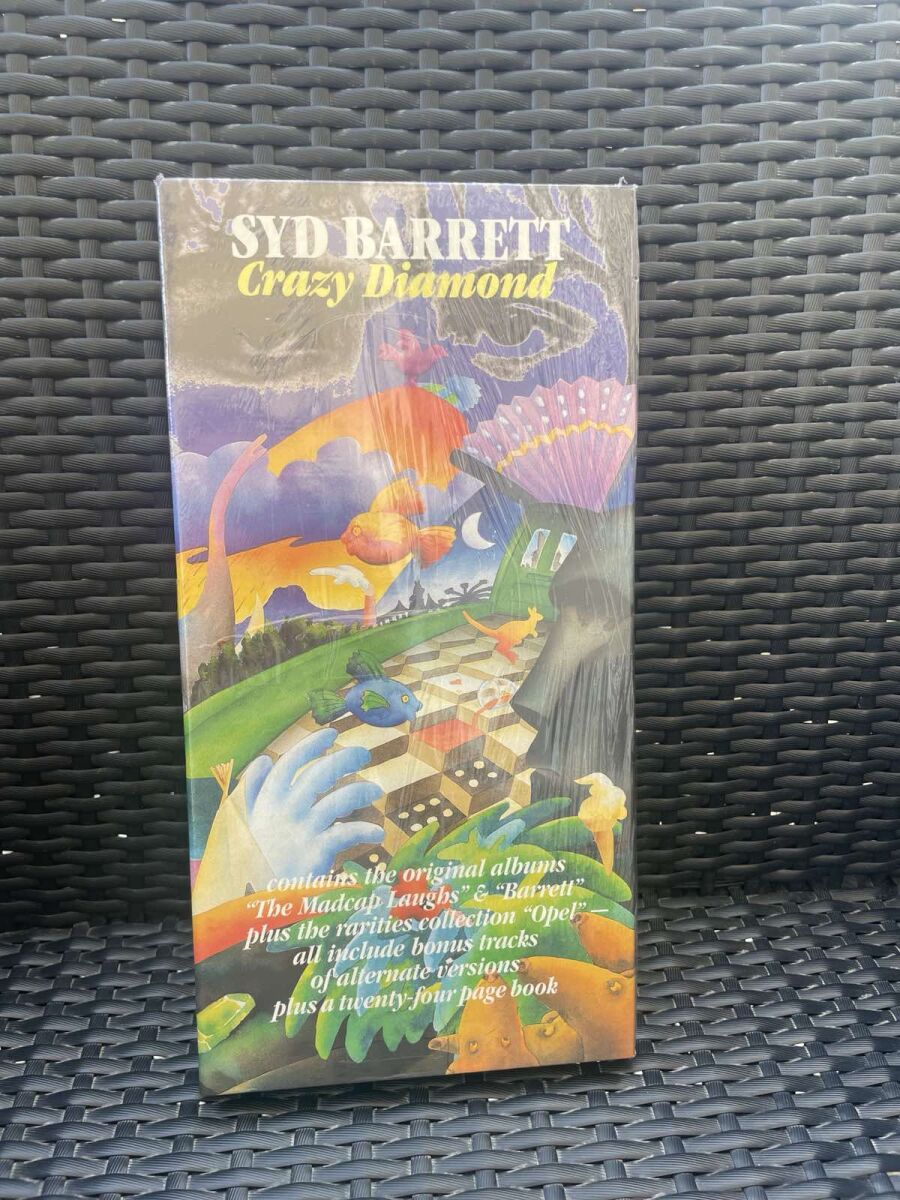 SYD BARRETT
Crazy Diamond
contains the original albums
“The Madcap Laughs” & “Barrett”
plus the rarities collection “Opel”—
all include bonus tracks
of alternate versions
plus a twenty-four page book